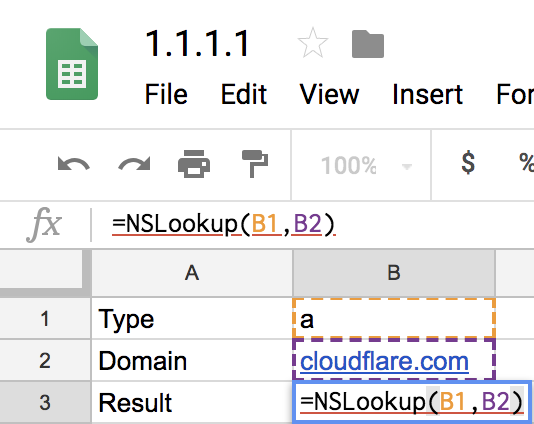 1.1.1.1
File Edit View Insert For
100% $ %
fx =NSLookup(B1,B2)
A B
1 Type a
2 Domain cloudflare.com
3 Result =NSLookup(B1,B2)